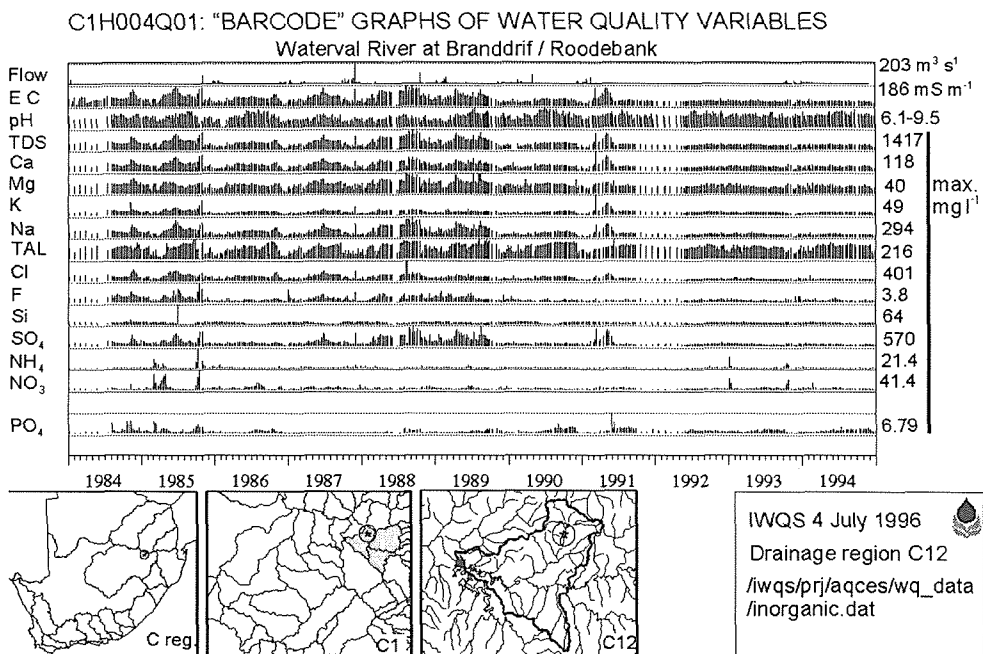 C1H004Q01: "BARCODE" GRAPHS OF WATER QUALITY VARIABLES
Waterval River at Branddrif / Roodebank
Flow 203 m³ s¹
E C 186 mS m⁻¹
pH 6.1-9.5
TDS 1417
Ca 118
Mg 40
K 49
Na 294
TAL 216
Cl 401
F 3.8
Si 64
SO₄ 570
NH₄ 21.4
NO₃ 41.4
PO₄ 6.79
max.
mg l⁻¹
1984 1985 1986 1987 1988 1989 1990 1991 1992 1993 1994
C reg.
C1
C12
IWQS 4 July 1996
Drainage region C12
/iwqs/prj/aqces/wq_data
/inorganic.dat